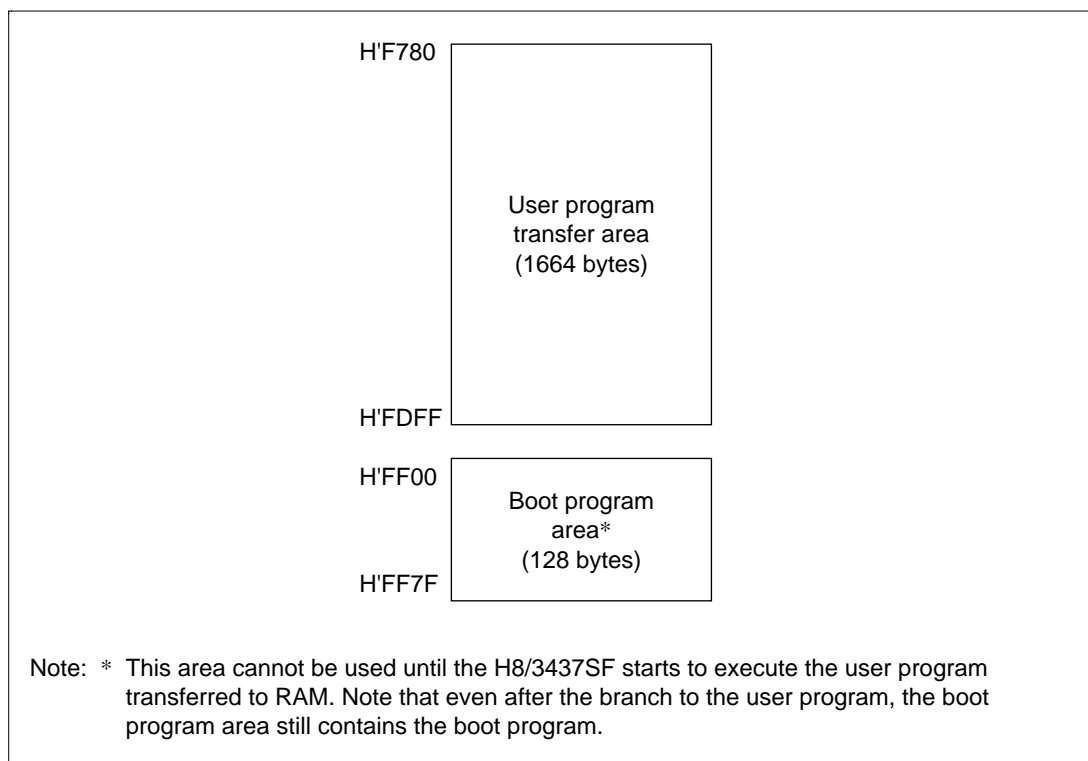 H'F780
User program
transfer area
(1664 bytes)
H'FDFF
H'FF00
Boot program
area*
(128 bytes)
H'FF7F
Note: * This area cannot be used until the H8/3437SF starts to execute the user program
transferred to RAM. Note that even after the branch to the user program, the boot
program area still contains the boot program.